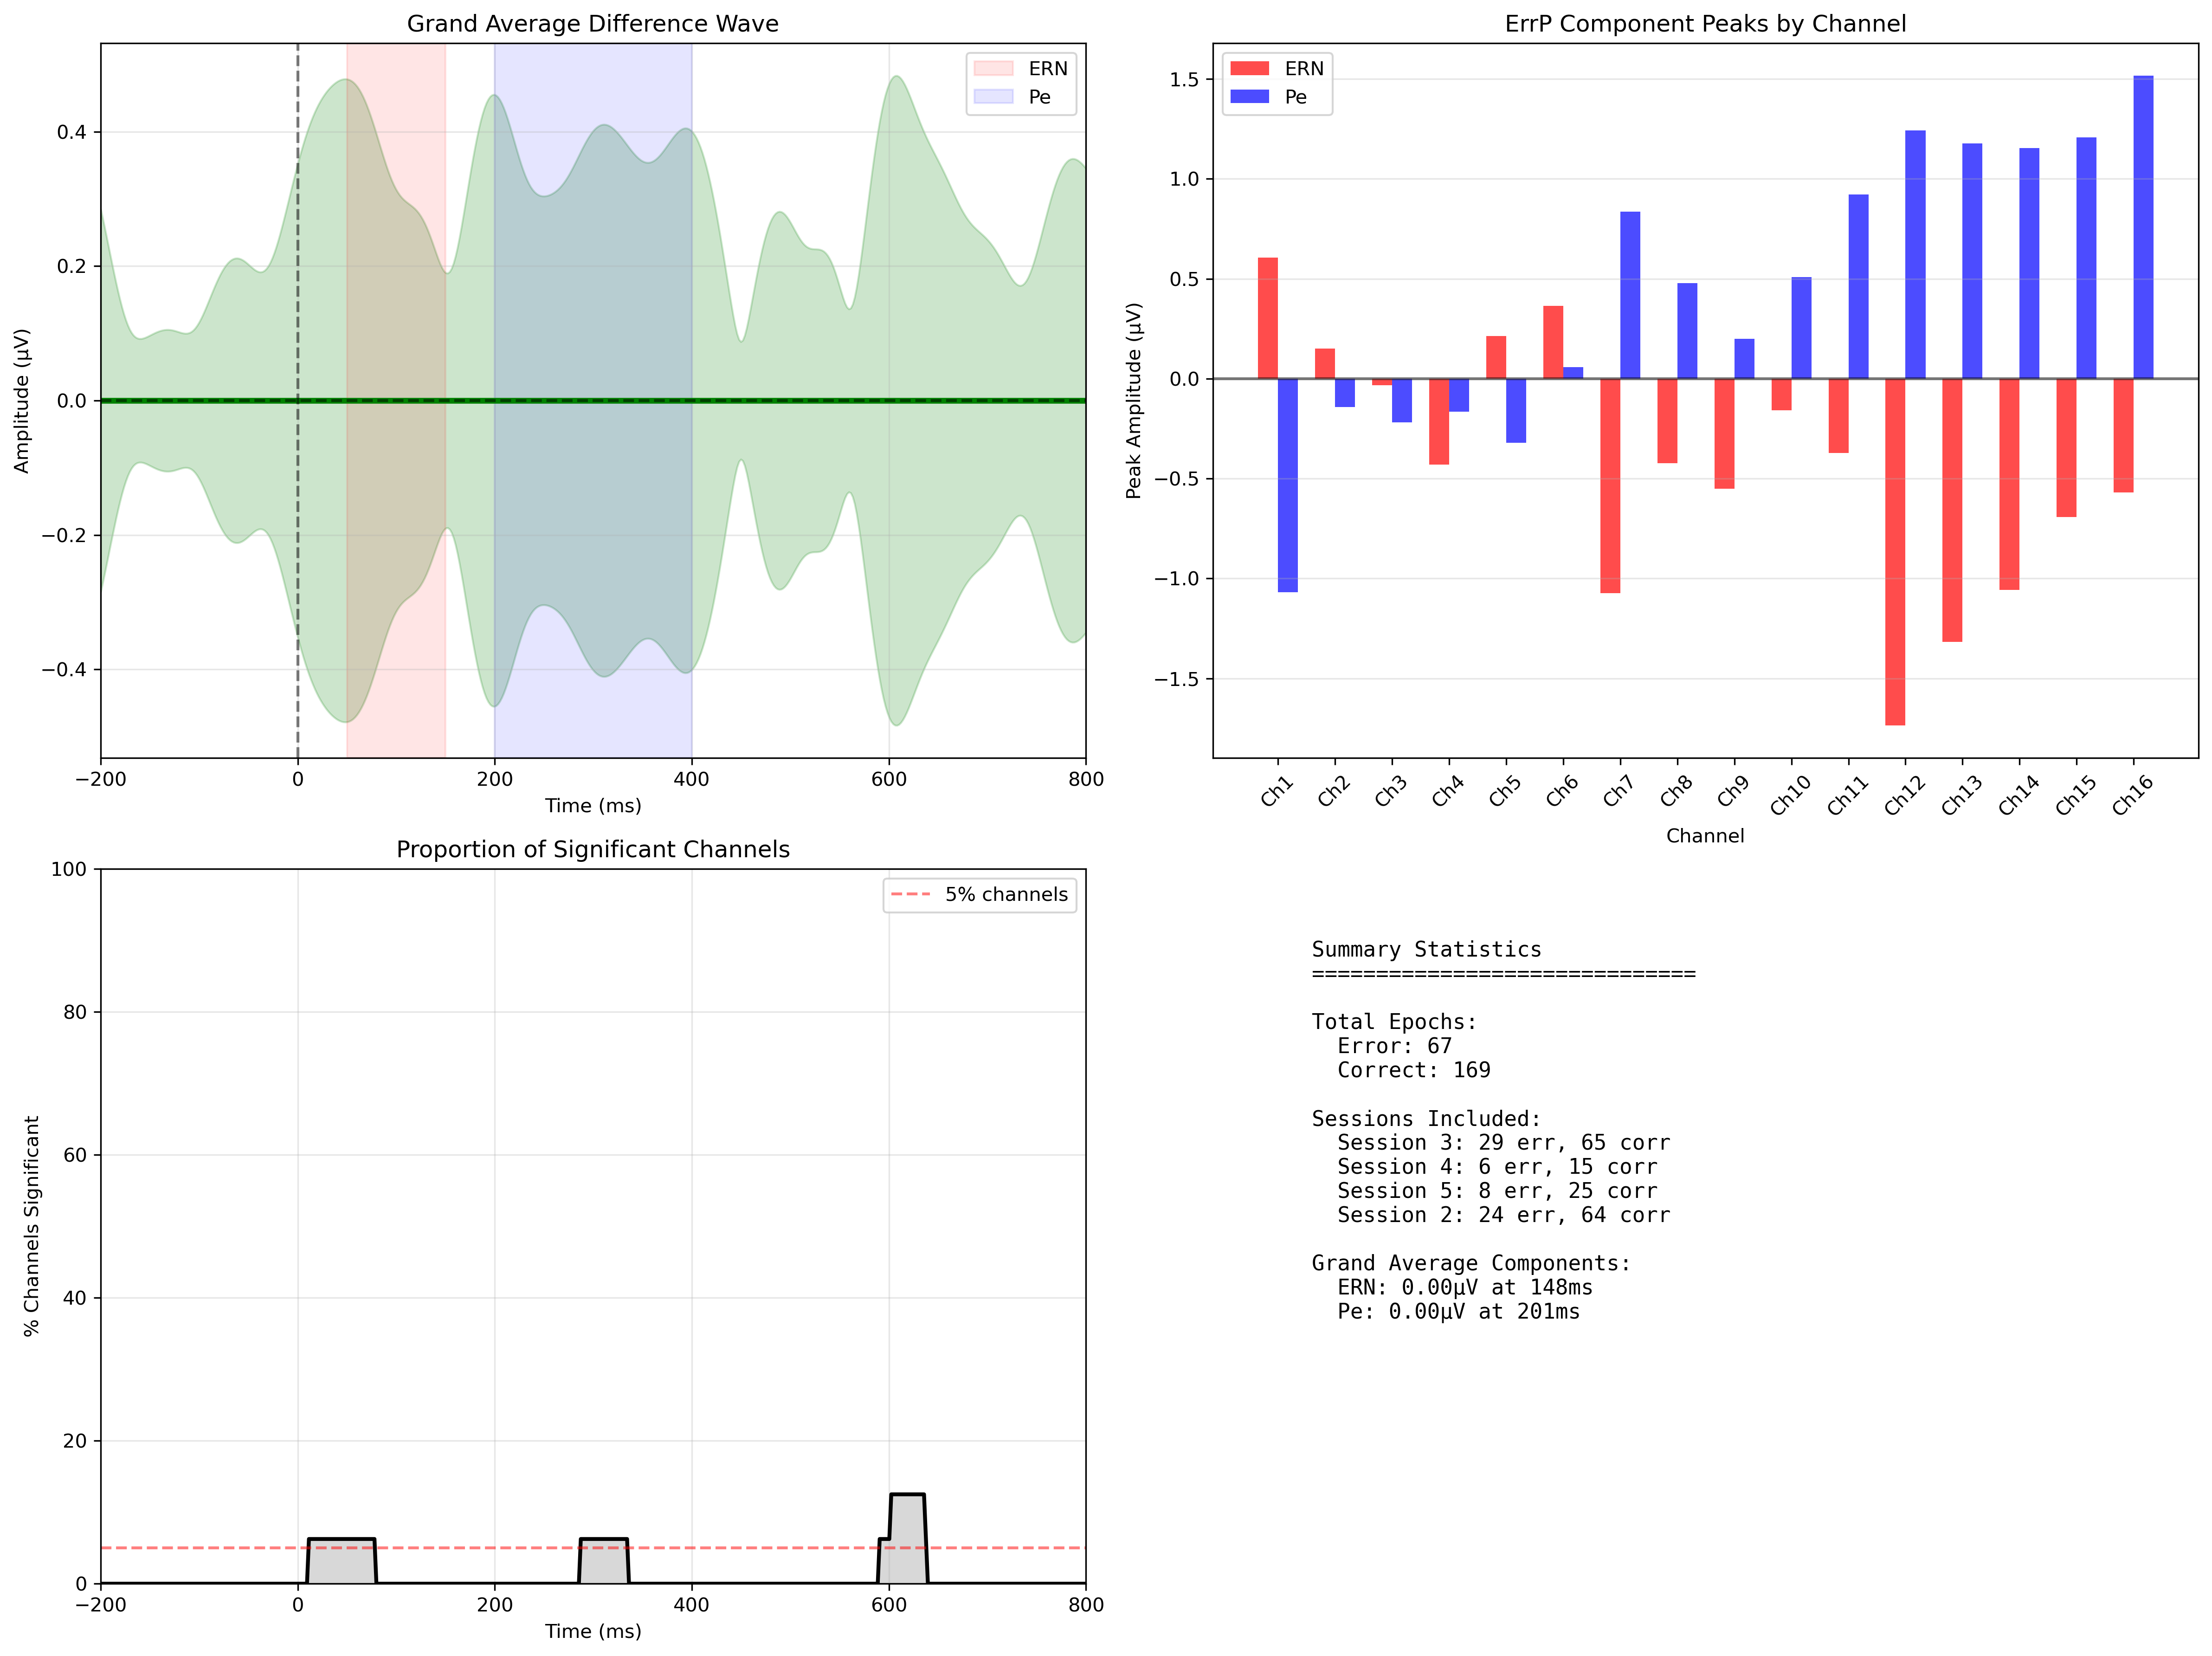 Grand Average Difference Wave
ERN
Pe
Amplitude (µV)
0.4
0.2
0.0
−0.2
−0.4
−200 0 200 400 600 800
Time (ms)
ErrP Component Peaks by Channel
ERN
Pe
Peak Amplitude (µV)
1.5
1.0
0.5
0.0
−0.5
−1.0
−1.5
Ch1 Ch2 Ch3 Ch4 Ch5 Ch6 Ch7 Ch8 Ch9 Ch10 Ch11 Ch12 Ch13 Ch14 Ch15 Ch16
Channel
Proportion of Significant Channels
5% channels
% Channels Significant
100
80
60
40
20
0
−200 0 200 400 600 800
Time (ms)
Summary Statistics
==============================
Total Epochs:
Error: 67
Correct: 169
Sessions Included:
Session 3: 29 err, 65 corr
Session 4: 6 err, 15 corr
Session 5: 8 err, 25 corr
Session 2: 24 err, 64 corr
Grand Average Components:
ERN: 0.00µV at 148ms
Pe: 0.00µV at 201ms